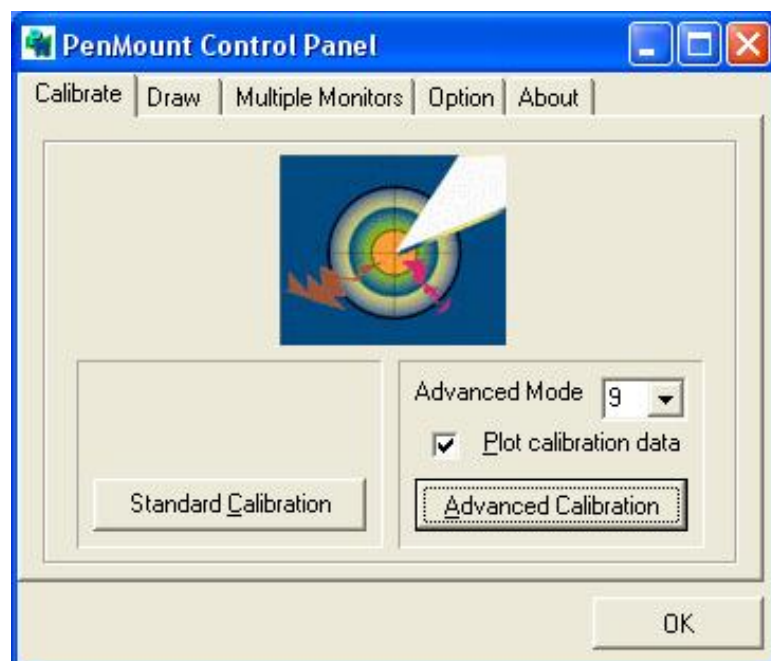 PenMount Control Panel
Calibrate Draw Multiple Monitors Option About
Advanced Mode 9
Plot calibration data
Standard Calibration Advanced Calibration
OK